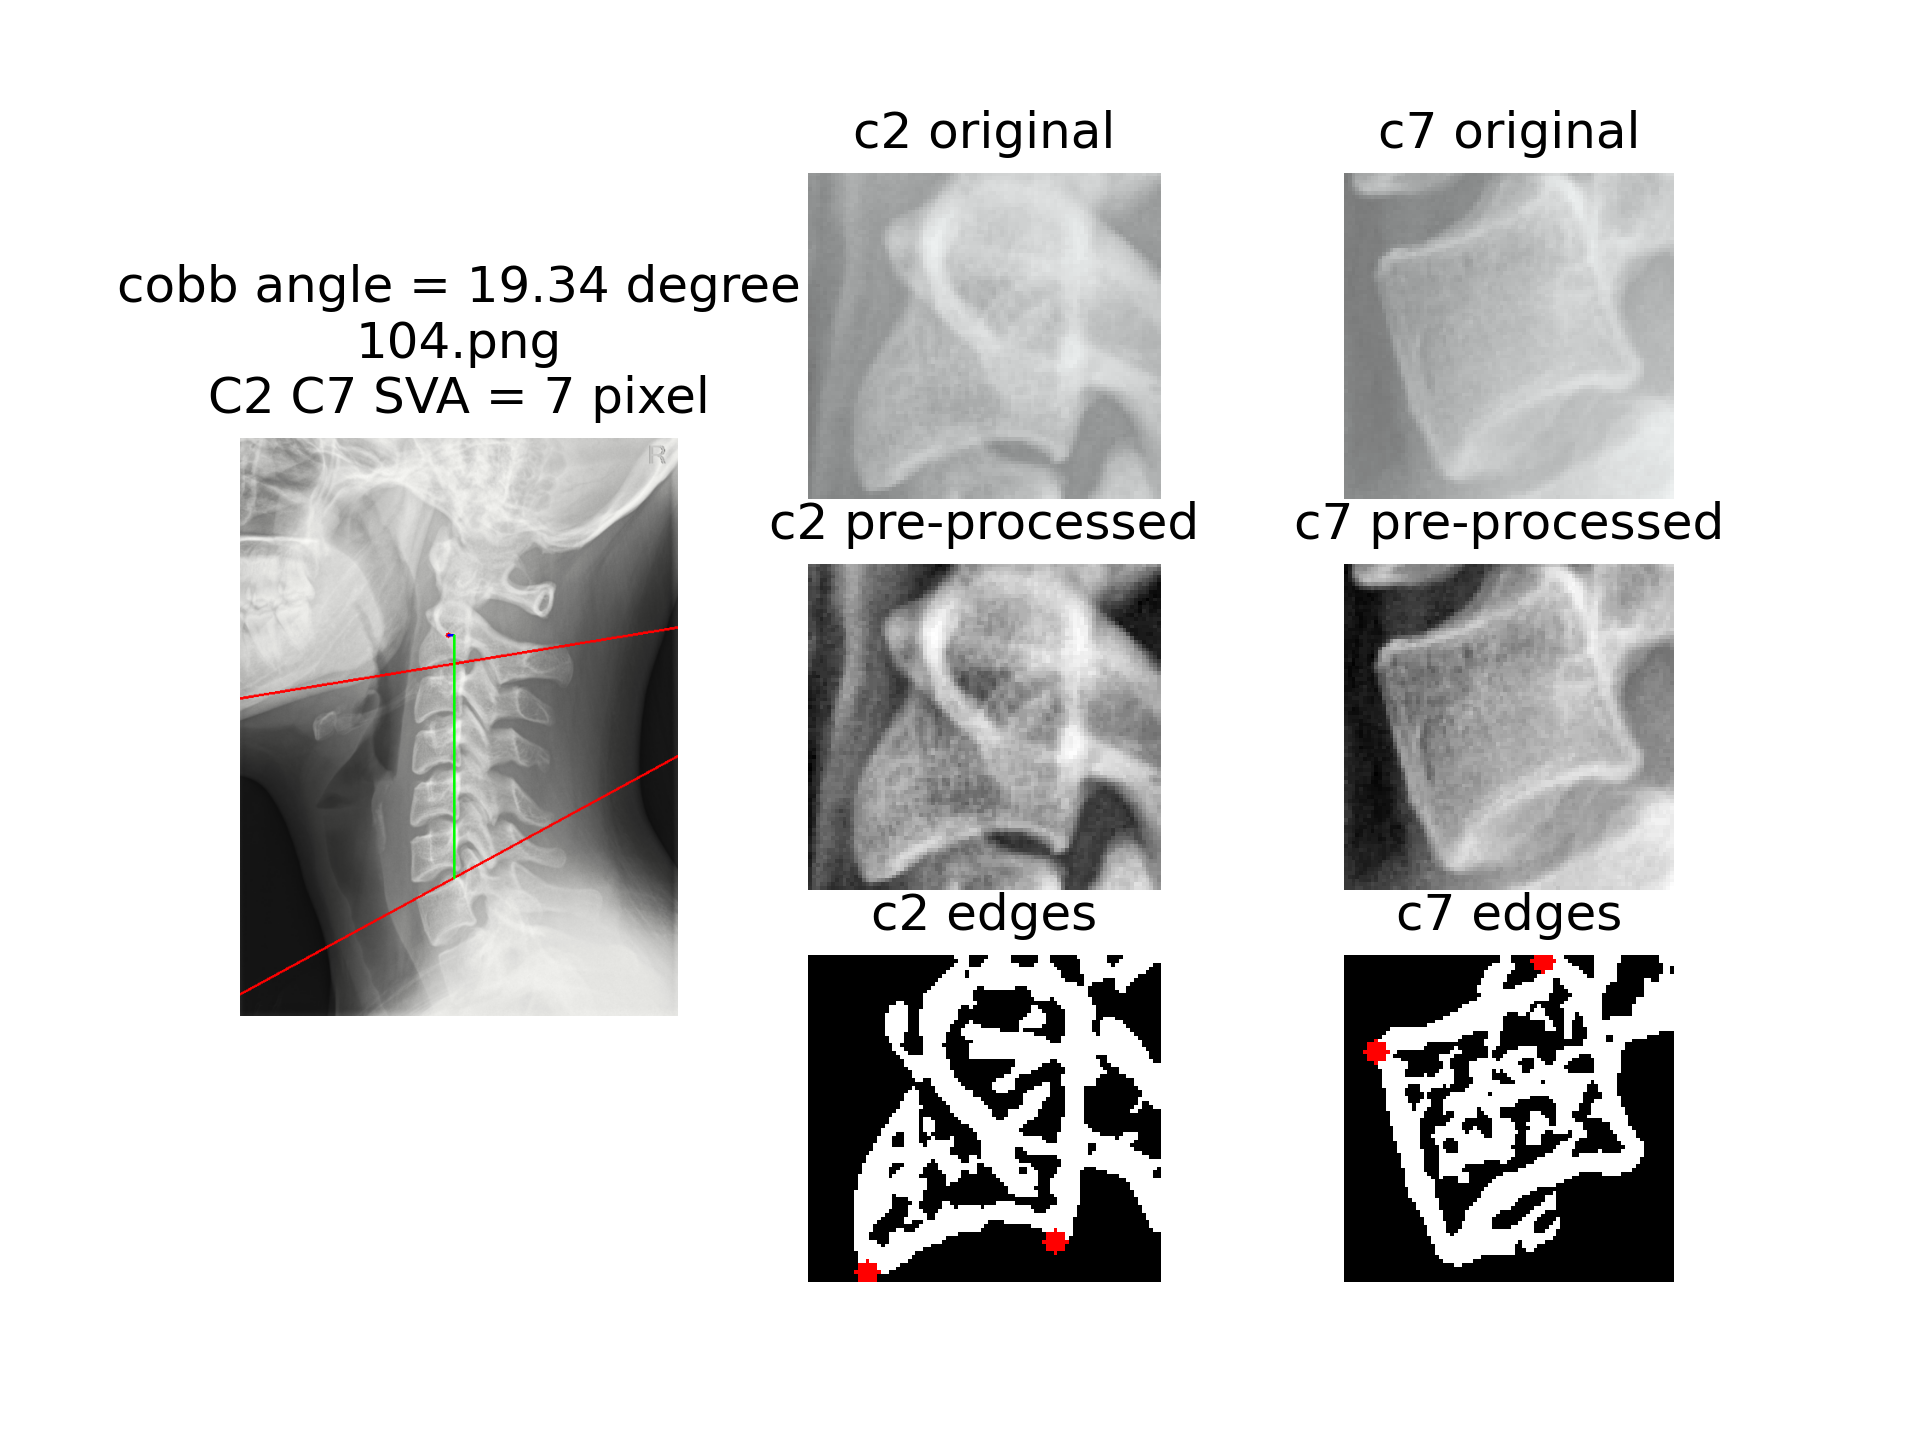 cobb angle = 19.34 degree
104.png
C2 C7 SVA = 7 pixel
R
c2 original
c7 original
c2 pre-processed
c7 pre-processed
c2 edges
c7 edges